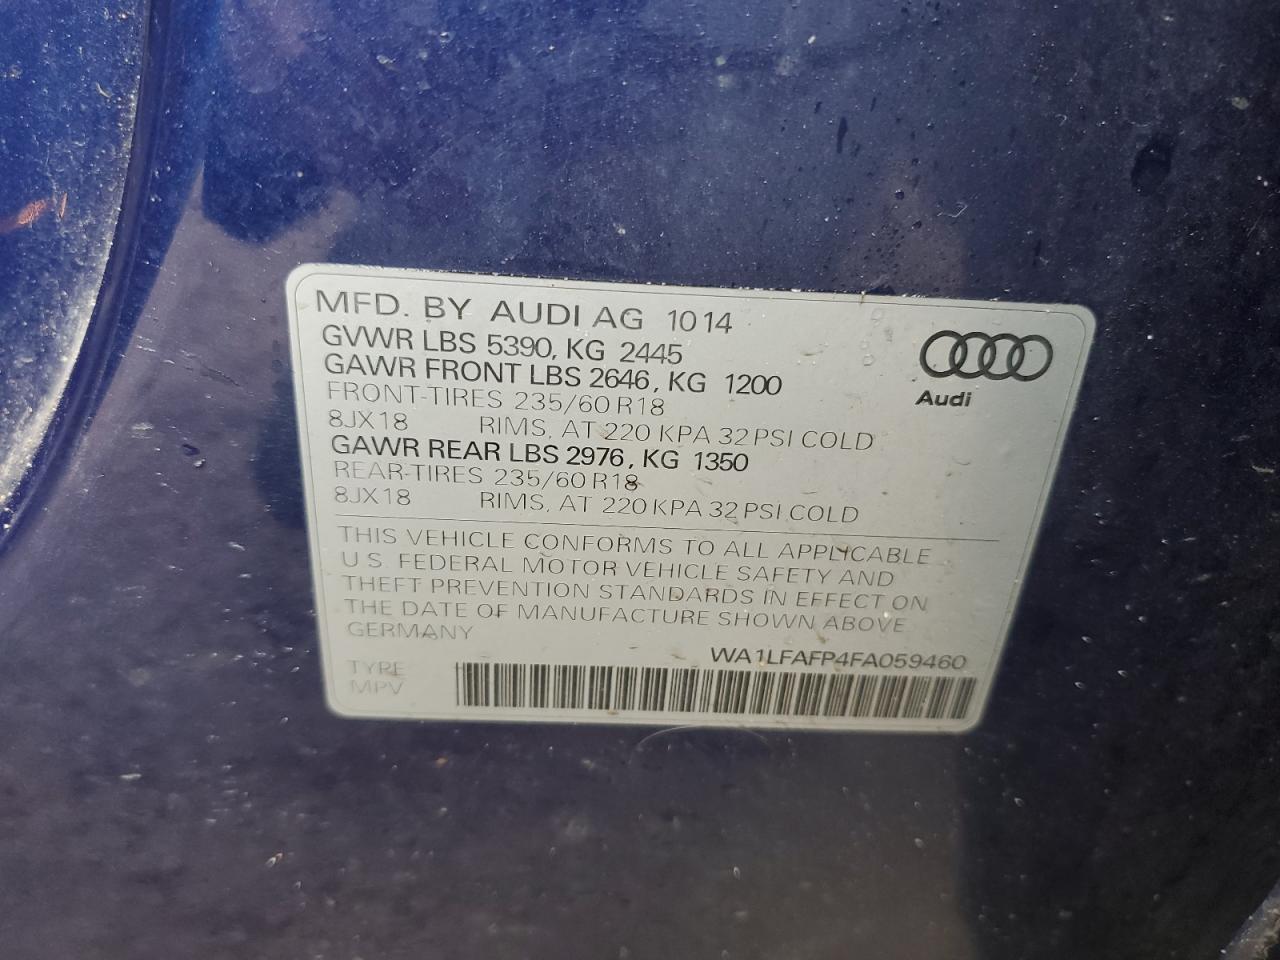 MFD. BY AUDI AG 1014
GVWR LBS 5390, KG 2445
GAWR FRONT LBS 2646, KG 1200
FRONT-TIRES 235/60 R18
8JX18 RIMS, AT 220 KPA 32 PSI COLD
GAWR REAR LBS 2976, KG 1350
REAR-TIRES 235/60 R18
8JX18 RIMS, AT 220 KPA 32 PSI COLD
Audi
THIS VEHICLE CONFORMS TO ALL APPLICABLE
U.S. FEDERAL MOTOR VEHICLE SAFETY AND
THEFT PREVENTION STANDARDS IN EFFECT ON
THE DATE OF MANUFACTURE SHOWN ABOVE
GERMANY
WA1LFAFP4FA059460
TYPE
MPV